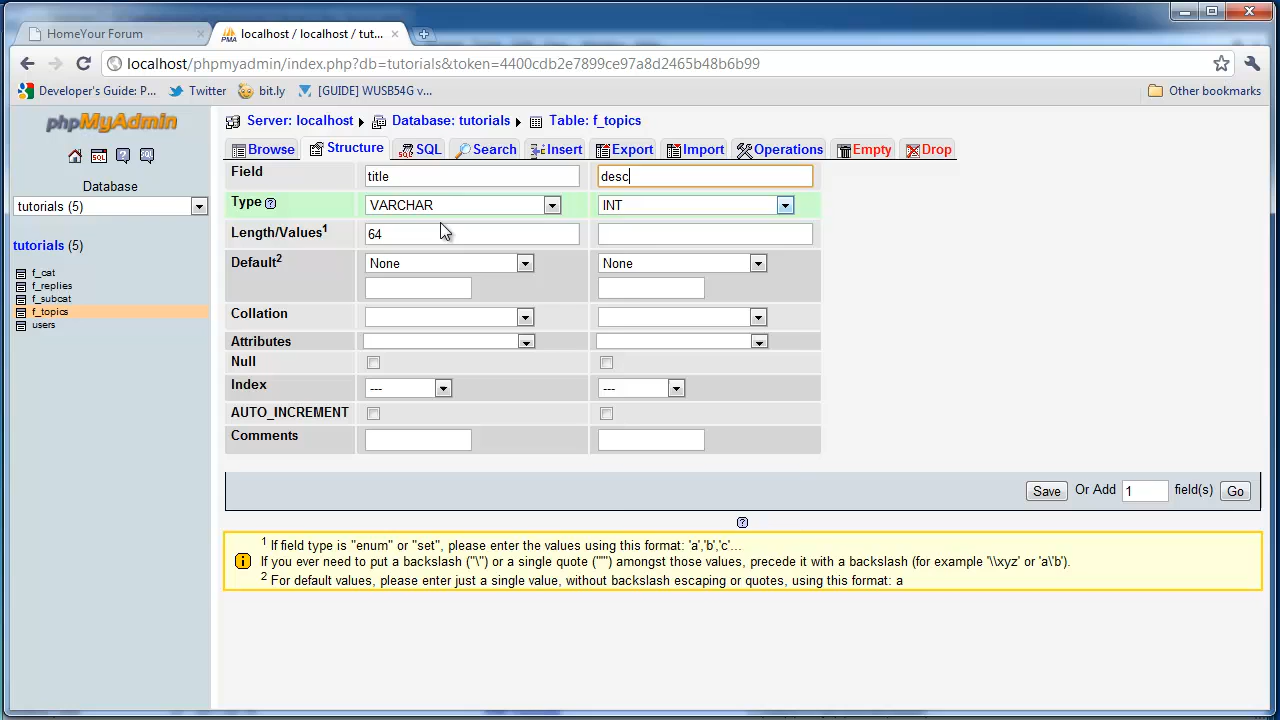 HomeYour Forum
localhost / localhost / tut...
localhost/phpmyadmin/index.php?db=tutorials&token=4400cdb2e7899ce97a8d2465b48b6b99
Developer's Guide: P... Twitter bit.ly [GUIDE] WUSB54G v... Other bookmarks
phpMyAdmin
SQL
Database
tutorials (5)
tutorials (5)
f_cat
f_replies
f_subcat
f_topics
users
Server: localhost Database: tutorials Table: f_topics
Browse Structure SQL Search Insert Export Import Operations Empty Drop
Field title desc
Type VARCHAR INT
Length/Values1 64
Default2 None None
Collation
Attributes
Null
Index --- ---
AUTO_INCREMENT
Comments
Save Or Add 1 field(s) Go
1 If field type is "enum" or "set", please enter the values using this format: 'a','b','c'...
If you ever need to put a backslash ("\") or a single quote ("'") amongst those values, precede it with a backslash (for example '\\xyz' or 'a\'b').
2 For default values, please enter just a single value, without backslash escaping or quotes, using this format: a